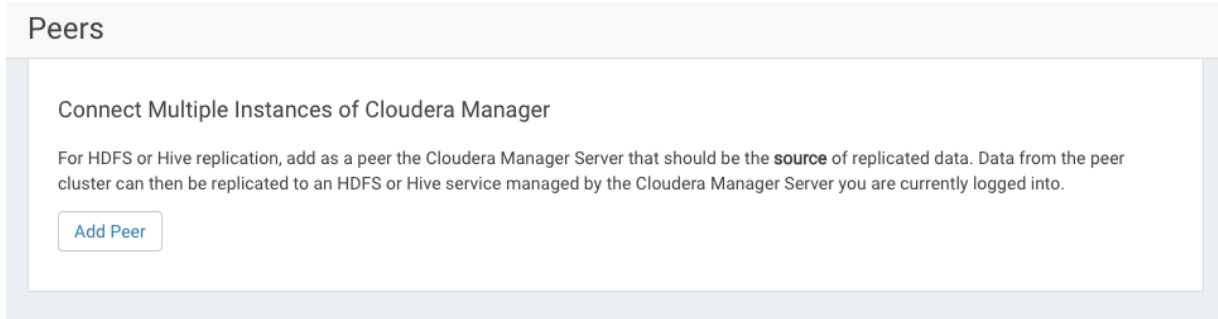 Peers
Connect Multiple Instances of Cloudera Manager
For HDFS or Hive replication, add as a peer the Cloudera Manager Server that should be the source of replicated data. Data from the peer
cluster can then be replicated to an HDFS or Hive service managed by the Cloudera Manager Server you are currently logged into.
Add Peer